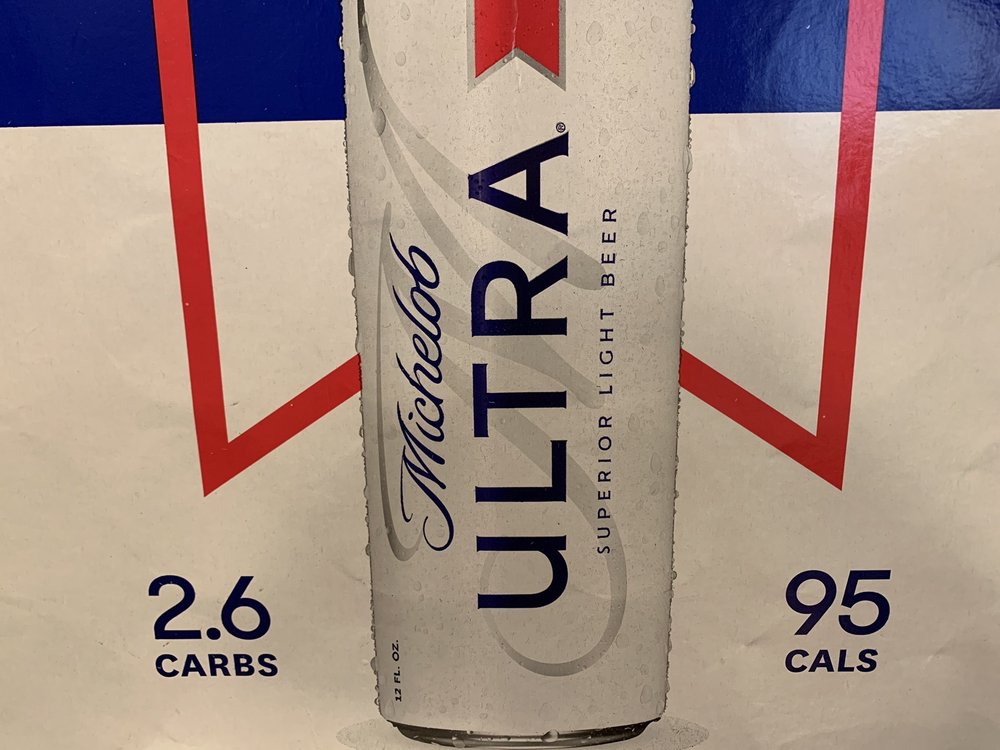 Michelob
ULTRA®
SUPERIOR LIGHT BEER
12 FL. OZ.
2.6
CARBS
95
CALS